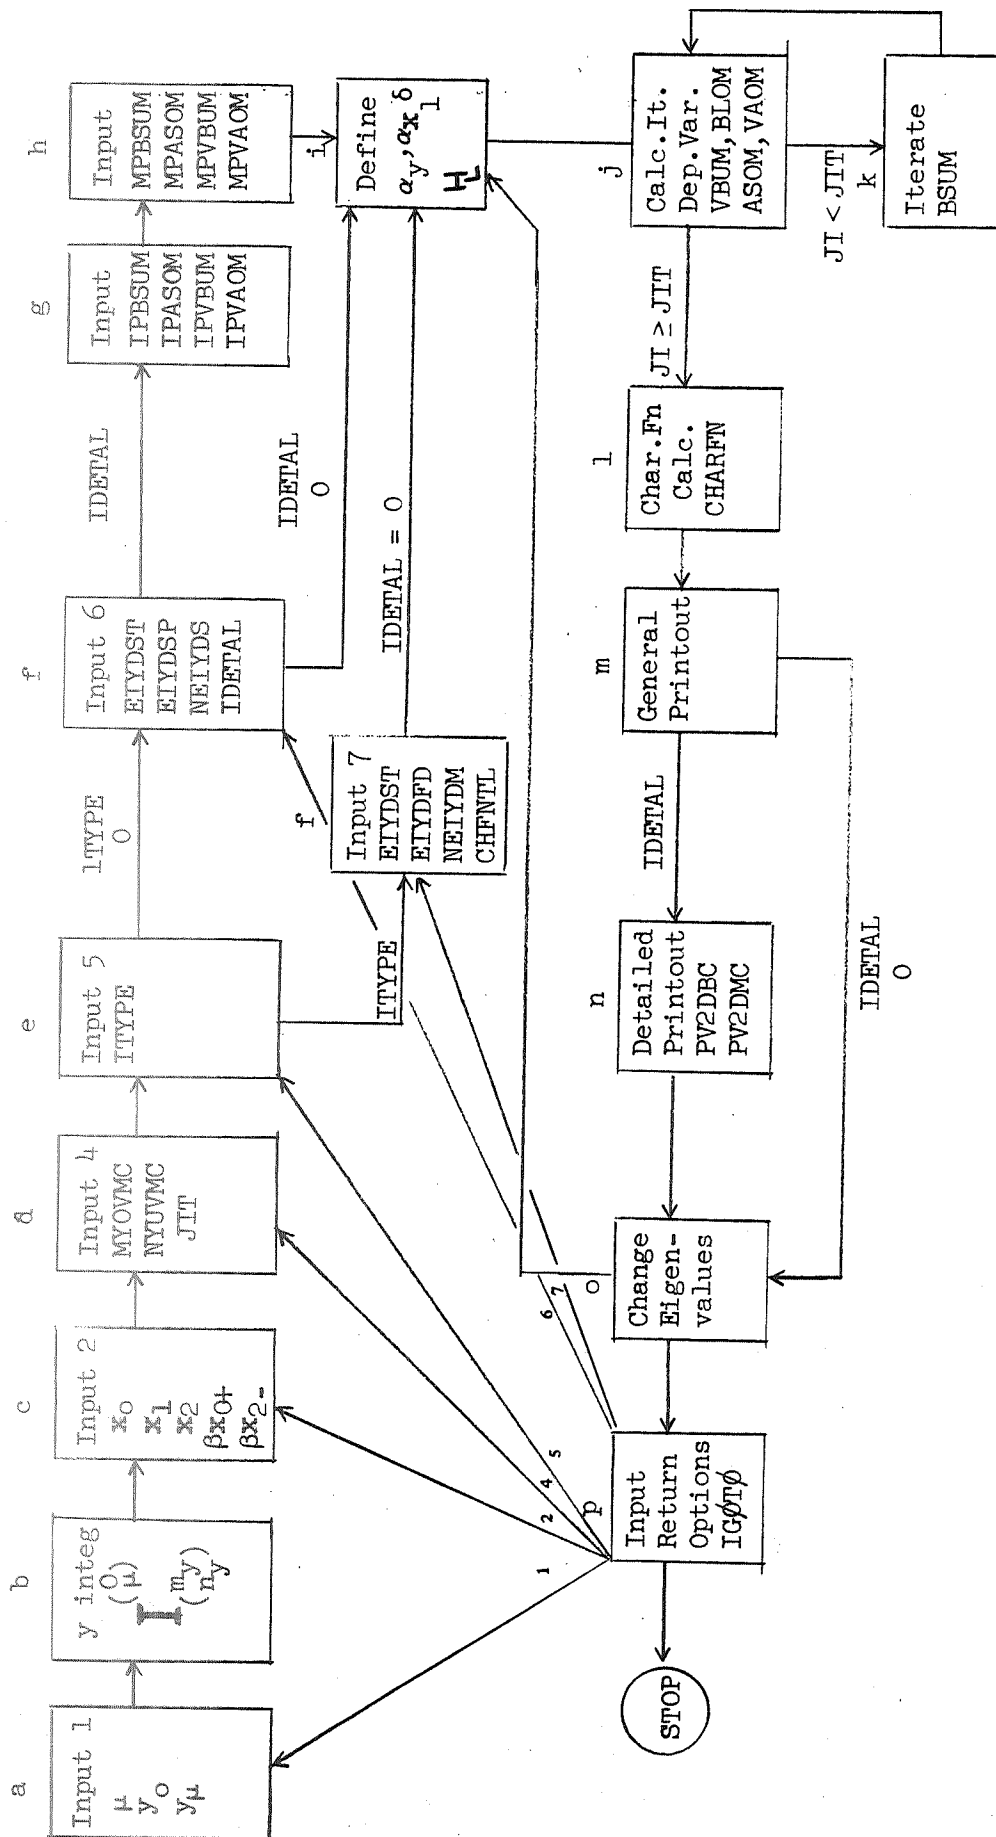 a
Input 1
μ
y₀
yμ
b
y integ
(0 μ)
I(my ny)
c
Input 2
x₀
x₁
x₂
βx₀₊
βx₂₋
d
Input 4
MYOVMC
NYUVMC
JIT
e
Input 5
ITYPE
1TYPE
0
f
Input 6
EIYDST
EIYDSP
NEIYDS
IDETAL
IDETAL
g
Input
IPBSUM
IPASOM
IPVBUM
IPVAOM
h
Input
MPBSUM
MPASOM
MPVBUM
MPVAOM
ITYPE
f
Input 7
EIYDST
EIYDFD
NEIYDM
CHFNTL
IDETAL
0
IDETAL = 0
i
Define
αy, αx1 δ
HL
j
Calc.It.
Dep.Var.
VBUM,BLOM
ASOM,VAOM
JI < JIT
k
Iterate
BSUM
JI ≥ JIT
l
Char.Fn
Calc.
CHARFN
m
General
Printout
IDETAL
n
Detailed
Printout
PV2DBC
PV2DMC
IDETAL
0
o
Change
Eigen-
values
6
7
p
Input
Return
Options
IGØTØ
1
2
4
5
STOP